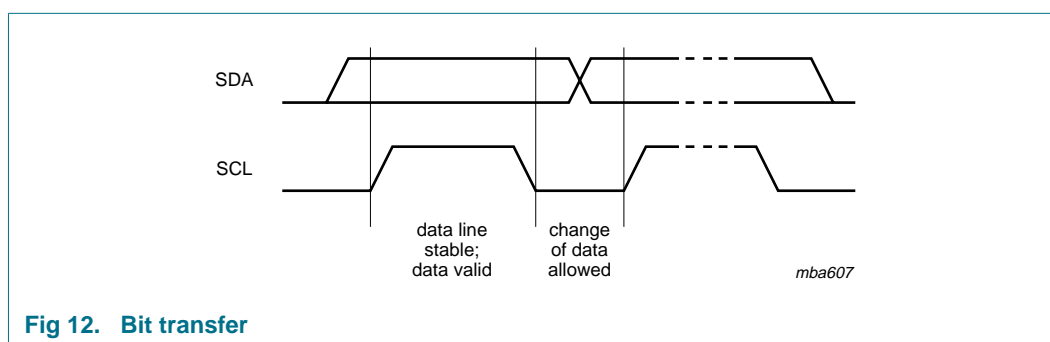 SDA
SCL
data line
stable;
data valid
change
of data
allowed
mba607
Fig 12. Bit transfer